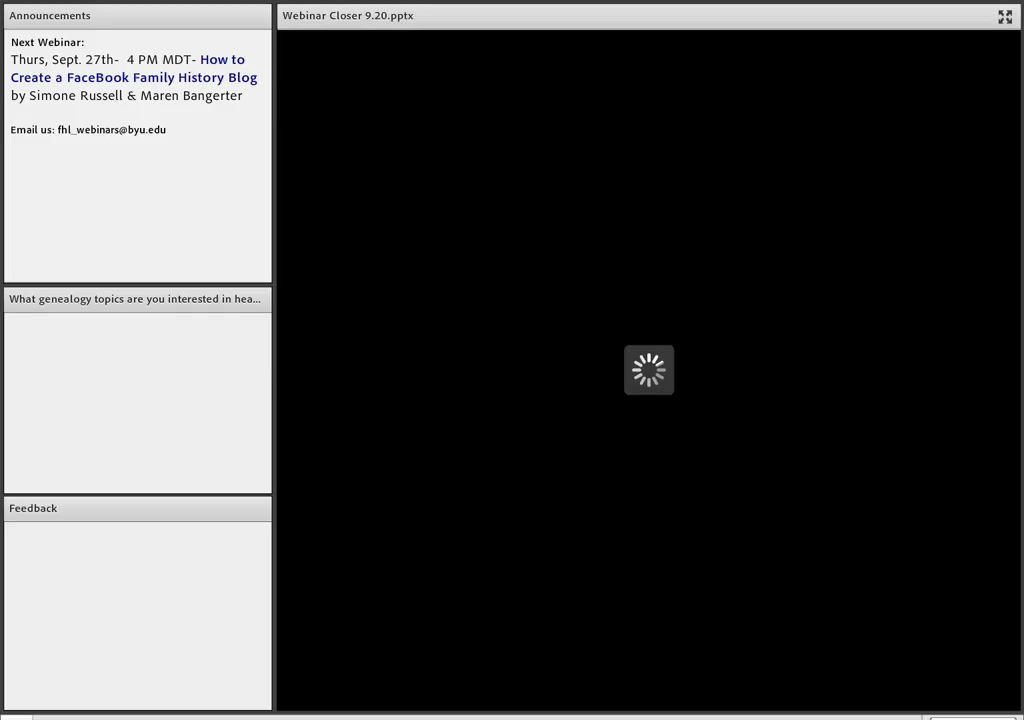 Announcements
Webinar Closer 9.20.pptx
Next Webinar:
Thurs, Sept. 27th-  4 PM MDT- How to
Create a FaceBook Family History Blog
by Simone Russell & Maren Bangerter
Email us: fhl_webinars@byu.edu
What genealogy topics are you interested in hea...
Feedback